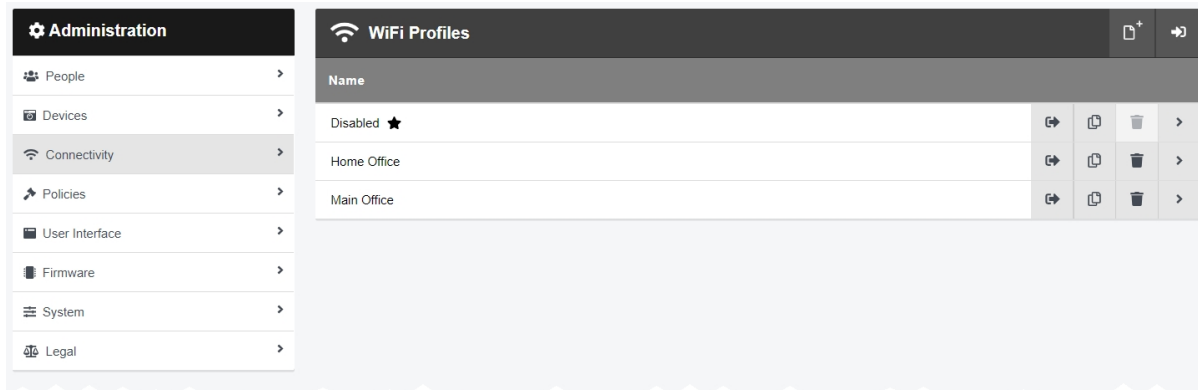 Administration
People
Devices
Connectivity
Policies
User Interface
Firmware
System
Legal
WiFi Profiles
Name
Disabled
Home Office
Main Office